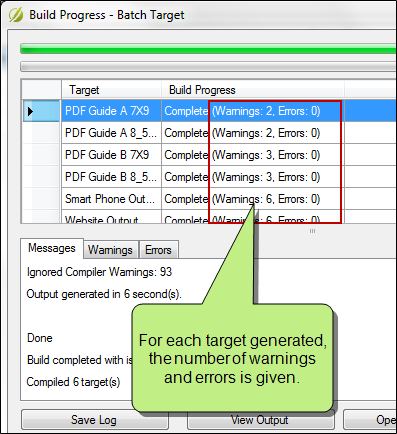 Build Progress - Batch Target
Target Build Progress
PDF Guide A 7X9 Complete (Warnings: 2, Errors: 0)
PDF Guide A 8_5... Complete (Warnings: 2, Errors: 0)
PDF Guide B 7X9 Complete (Warnings: 3, Errors: 0)
PDF Guide B 8_5... Complete (Warnings: 3, Errors: 0)
Smart Phone Out... Complete (Warnings: 6, Errors: 0)
Website Output Complete (Warnings: 6, Errors: 0)
Messages Warnings Errors
Ignored Compiler Warnings: 93
Output generated in 6 second(s).
Done
Build completed with is
Compiled 6 target(s)
For each target generated,
the number of warnings
and errors is given.
Save Log View Output Ope